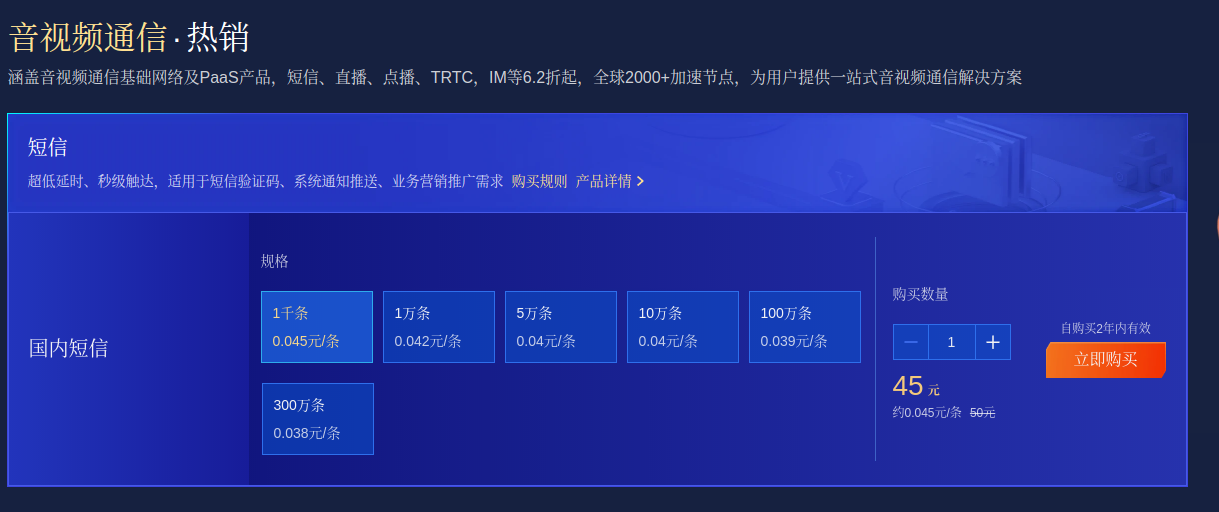 音视频通信·热销
涵盖音视频通信基础网络及PaaS产品，短信、直播、点播、TRTC，IM等6.2折起，全球2000+加速节点，为用户提供一站式音视频通信解决方案
短信
超低延时、秒级触达，适用于短信验证码、系统通知推送、业务营销推广需求 购买规则 产品详情
国内短信
规格
1千条
0.045元/条
1万条
0.042元/条
5万条
0.04元/条
10万条
0.04元/条
100万条
0.039元/条
300万条
0.038元/条
购买数量
1
45 元
约0.045元/条 50元
自购买2年内有效
立即购买